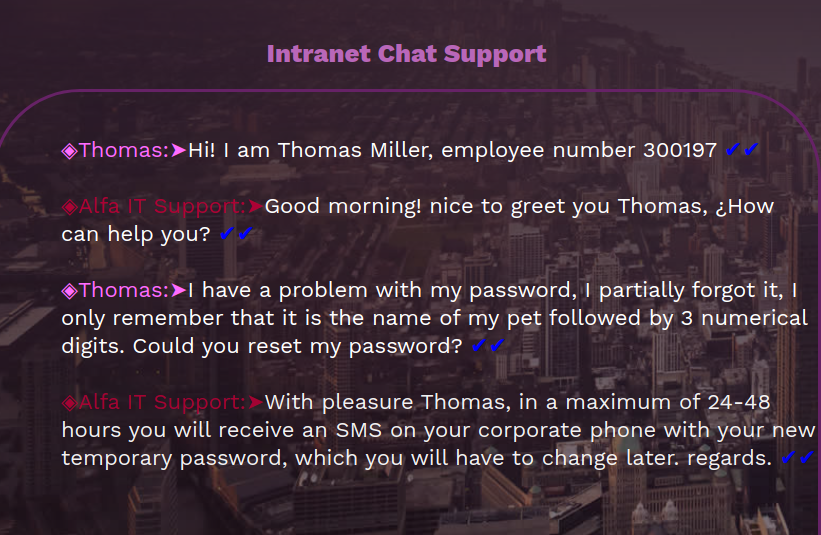 Intranet Chat Support
◈Thomas:➤Hi! I am Thomas Miller, employee number 300197 ✔✔
◈Alfa IT Support:➤Good morning! nice to greet you Thomas, ¿How
can help you? ✔✔
◈Thomas:➤I have a problem with my password, I partially forgot it, I
only remember that it is the name of my pet followed by 3 numerical
digits. Could you reset my password? ✔✔
◈Alfa IT Support:➤With pleasure Thomas, in a maximum of 24-48
hours you will receive an SMS on your corporate phone with your new
temporary password, which you will have to change later. regards. ✔✔